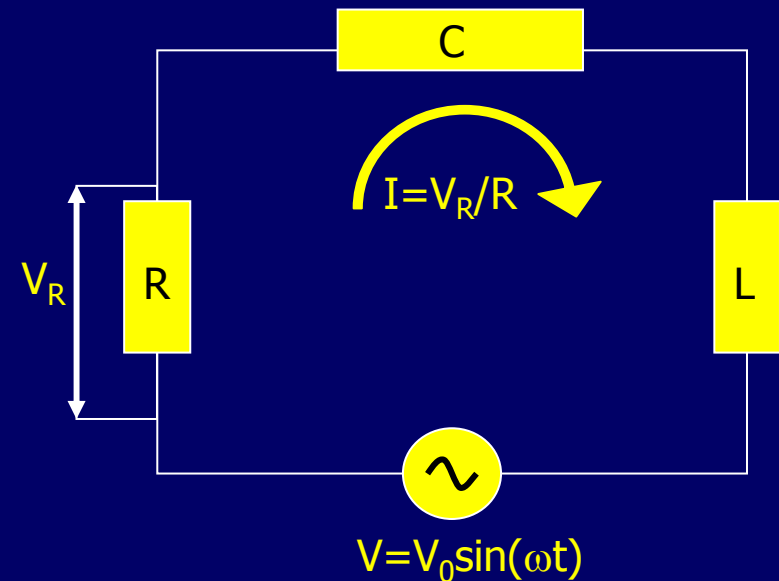 C
I=V_R/R
V_R
R
L
V=V_0sin(ωt)